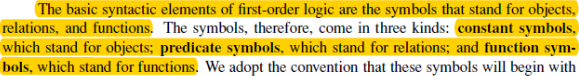 The basic syntactic elements of first-order logic are the symbols that stand for objects,
relations, and functions. The symbols, therefore, come in three kinds: constant symbols,
which stand for objects; predicate symbols, which stand for relations; and function sym-
bols, which stand for functions. We adopt the convention that these symbols will begin with